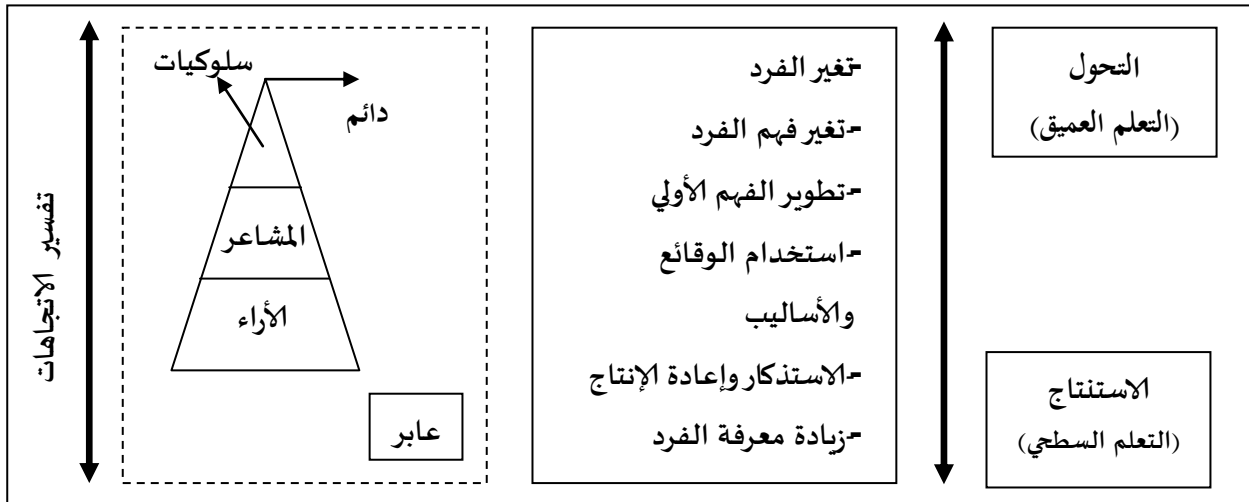 التحول
(التعلم العميق)
الاستنتاج
(التعلم السطحي)
-تغير الفرد
-تغير فهم الفرد
-تطوير الفهم الأولي
-استخدام الوقائع
والأساليب
-الاستذكار وإعادة الإنتاج
-زيادة معرفة الفرد
سلوكيات
دائم
المشاعر
الأراء
عابر
تفسير الاتجاهات